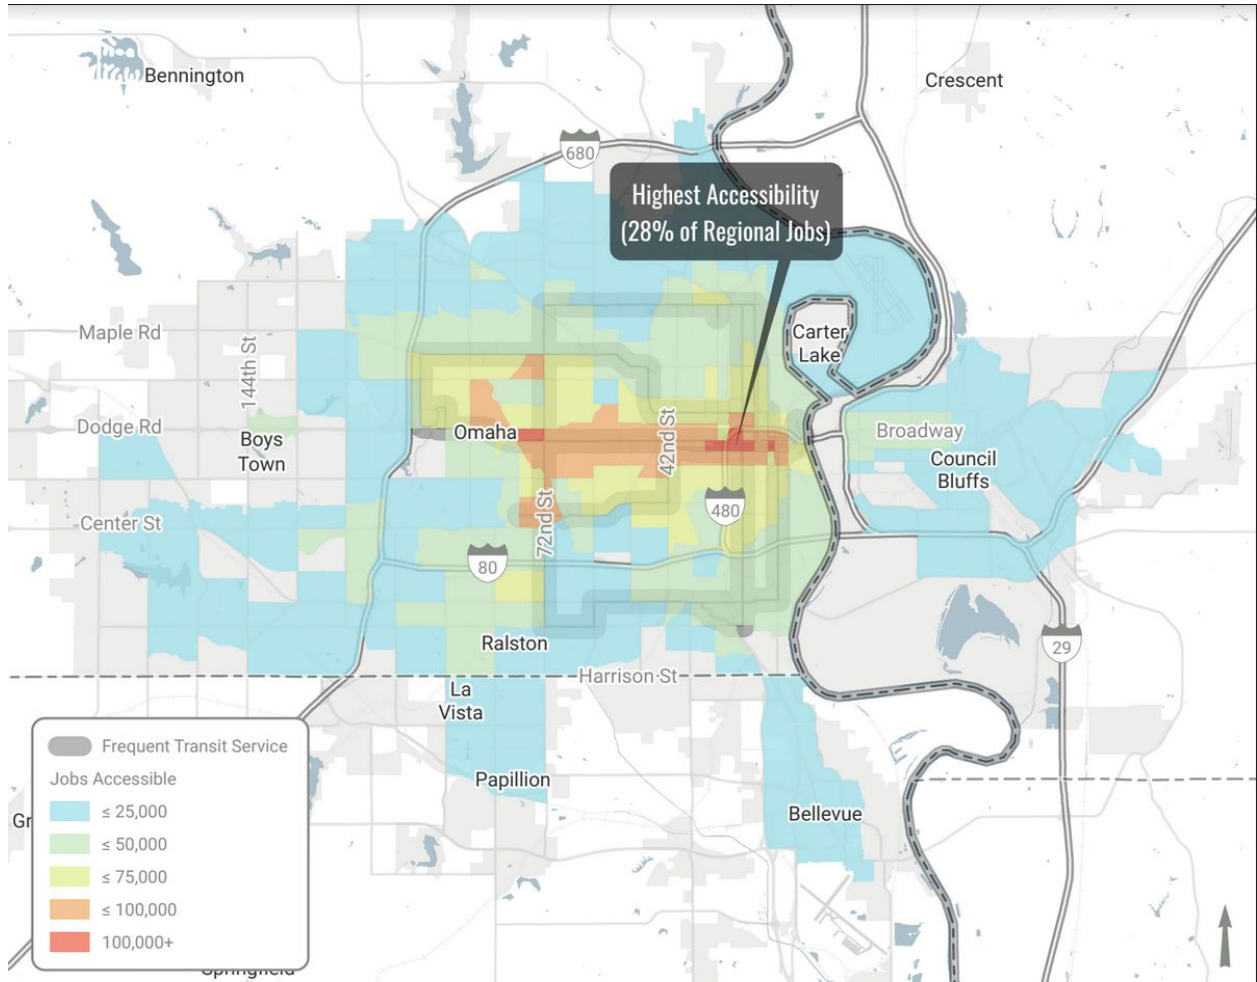 Bennington
Crescent
680
Highest Accessibility
(28% of Regional Jobs)
Maple Rd
144th St
Carter
Lake
Dodge Rd
Boys
Town
Omaha
42nd St
Broadway
Council
Bluffs
Center St
72nd St
480
80
Ralston
Harrison St
29
La
Vista
Papillion
Bellevue
Gr
Springfield
Frequent Transit Service
Jobs Accessible
≤ 25,000
≤ 50,000
≤ 75,000
≤ 100,000
100,000+